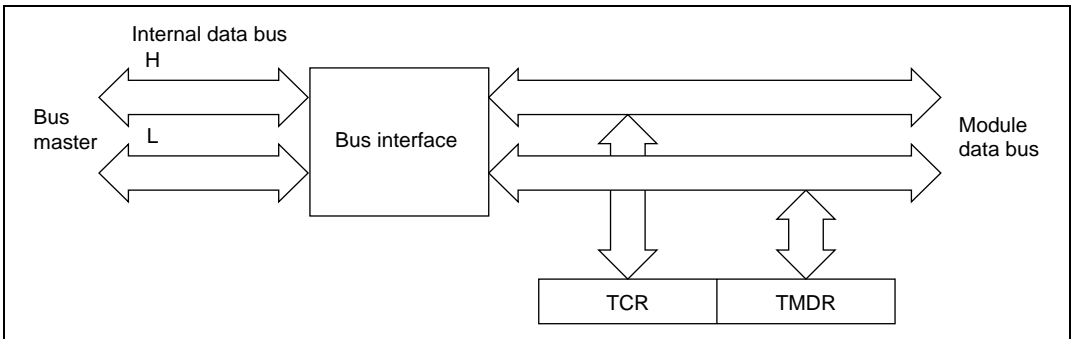 Internal data bus
H
Bus
master
L
Bus interface
Module
data bus
TCR
TMDR